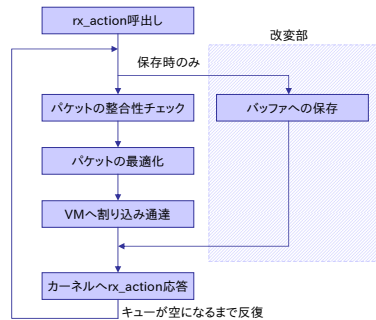 rx_action呼出し
改変部
保存時のみ
パケットの整合性チェック
バッファへの保存
パケットの最適化
VMへ割り込み通達
カーネルへrx_action応答
キューが空になるまで反復